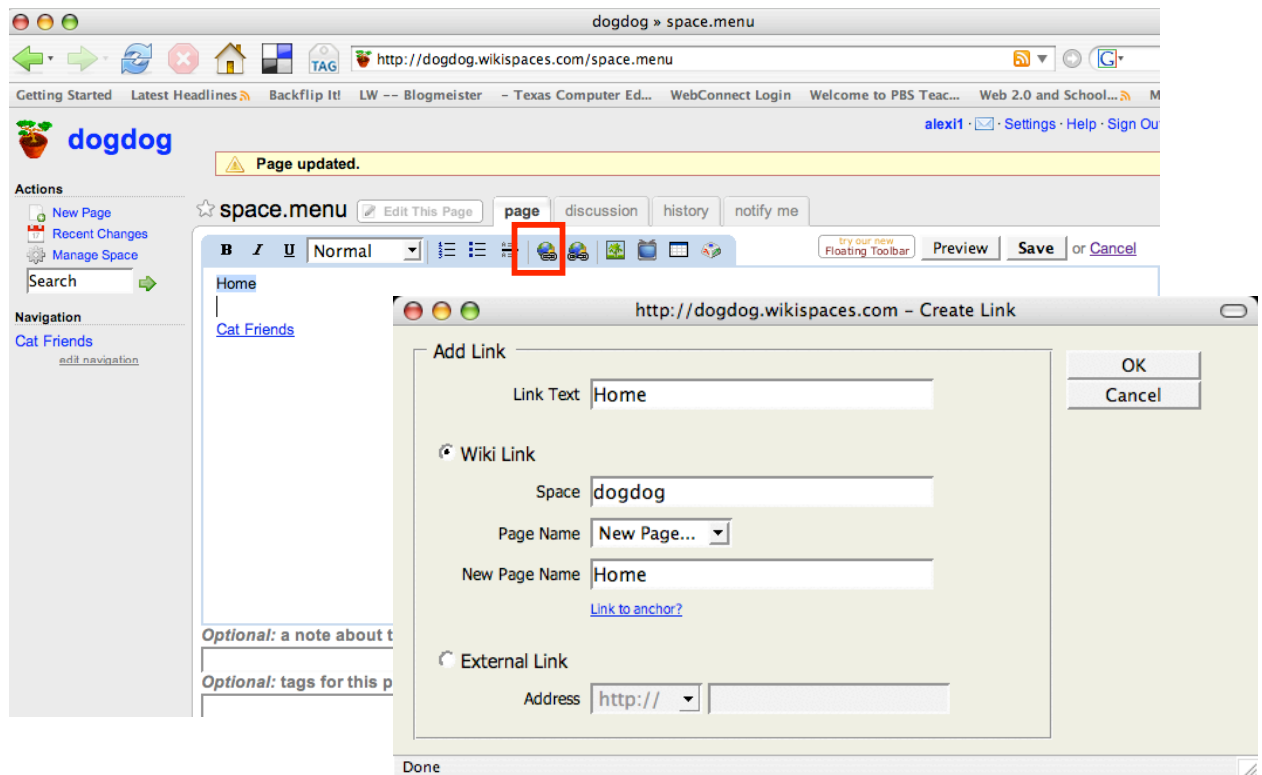 dogdog » space.menu
TAG http://dogdog.wikispaces.com/space.menu G
Getting Started Latest Headlines Backflip It! LW -- Blogmeister – Texas Computer Ed... WebConnect Login Welcome to PBS Teac... Web 2.0 and School... M
alexi1 · · Settings · Help · Sign Ou
dogdog
Page updated.
Actions
New Page
Recent Changes
Manage Space
Search
Navigation
Cat Friends
edit navigation
space.menu Edit This Page page discussion history notify me
B I U Normal try our new Floating Toolbar Preview Save or Cancel
Home
Cat Friends
Optional: a note about t
Optional: tags for this p
http://dogdog.wikispaces.com – Create Link
Add Link
OK
Cancel
Link Text Home
Wiki Link
Space dogdog
Page Name New Page...
New Page Name Home
Link to anchor?
External Link
Address http://
Done